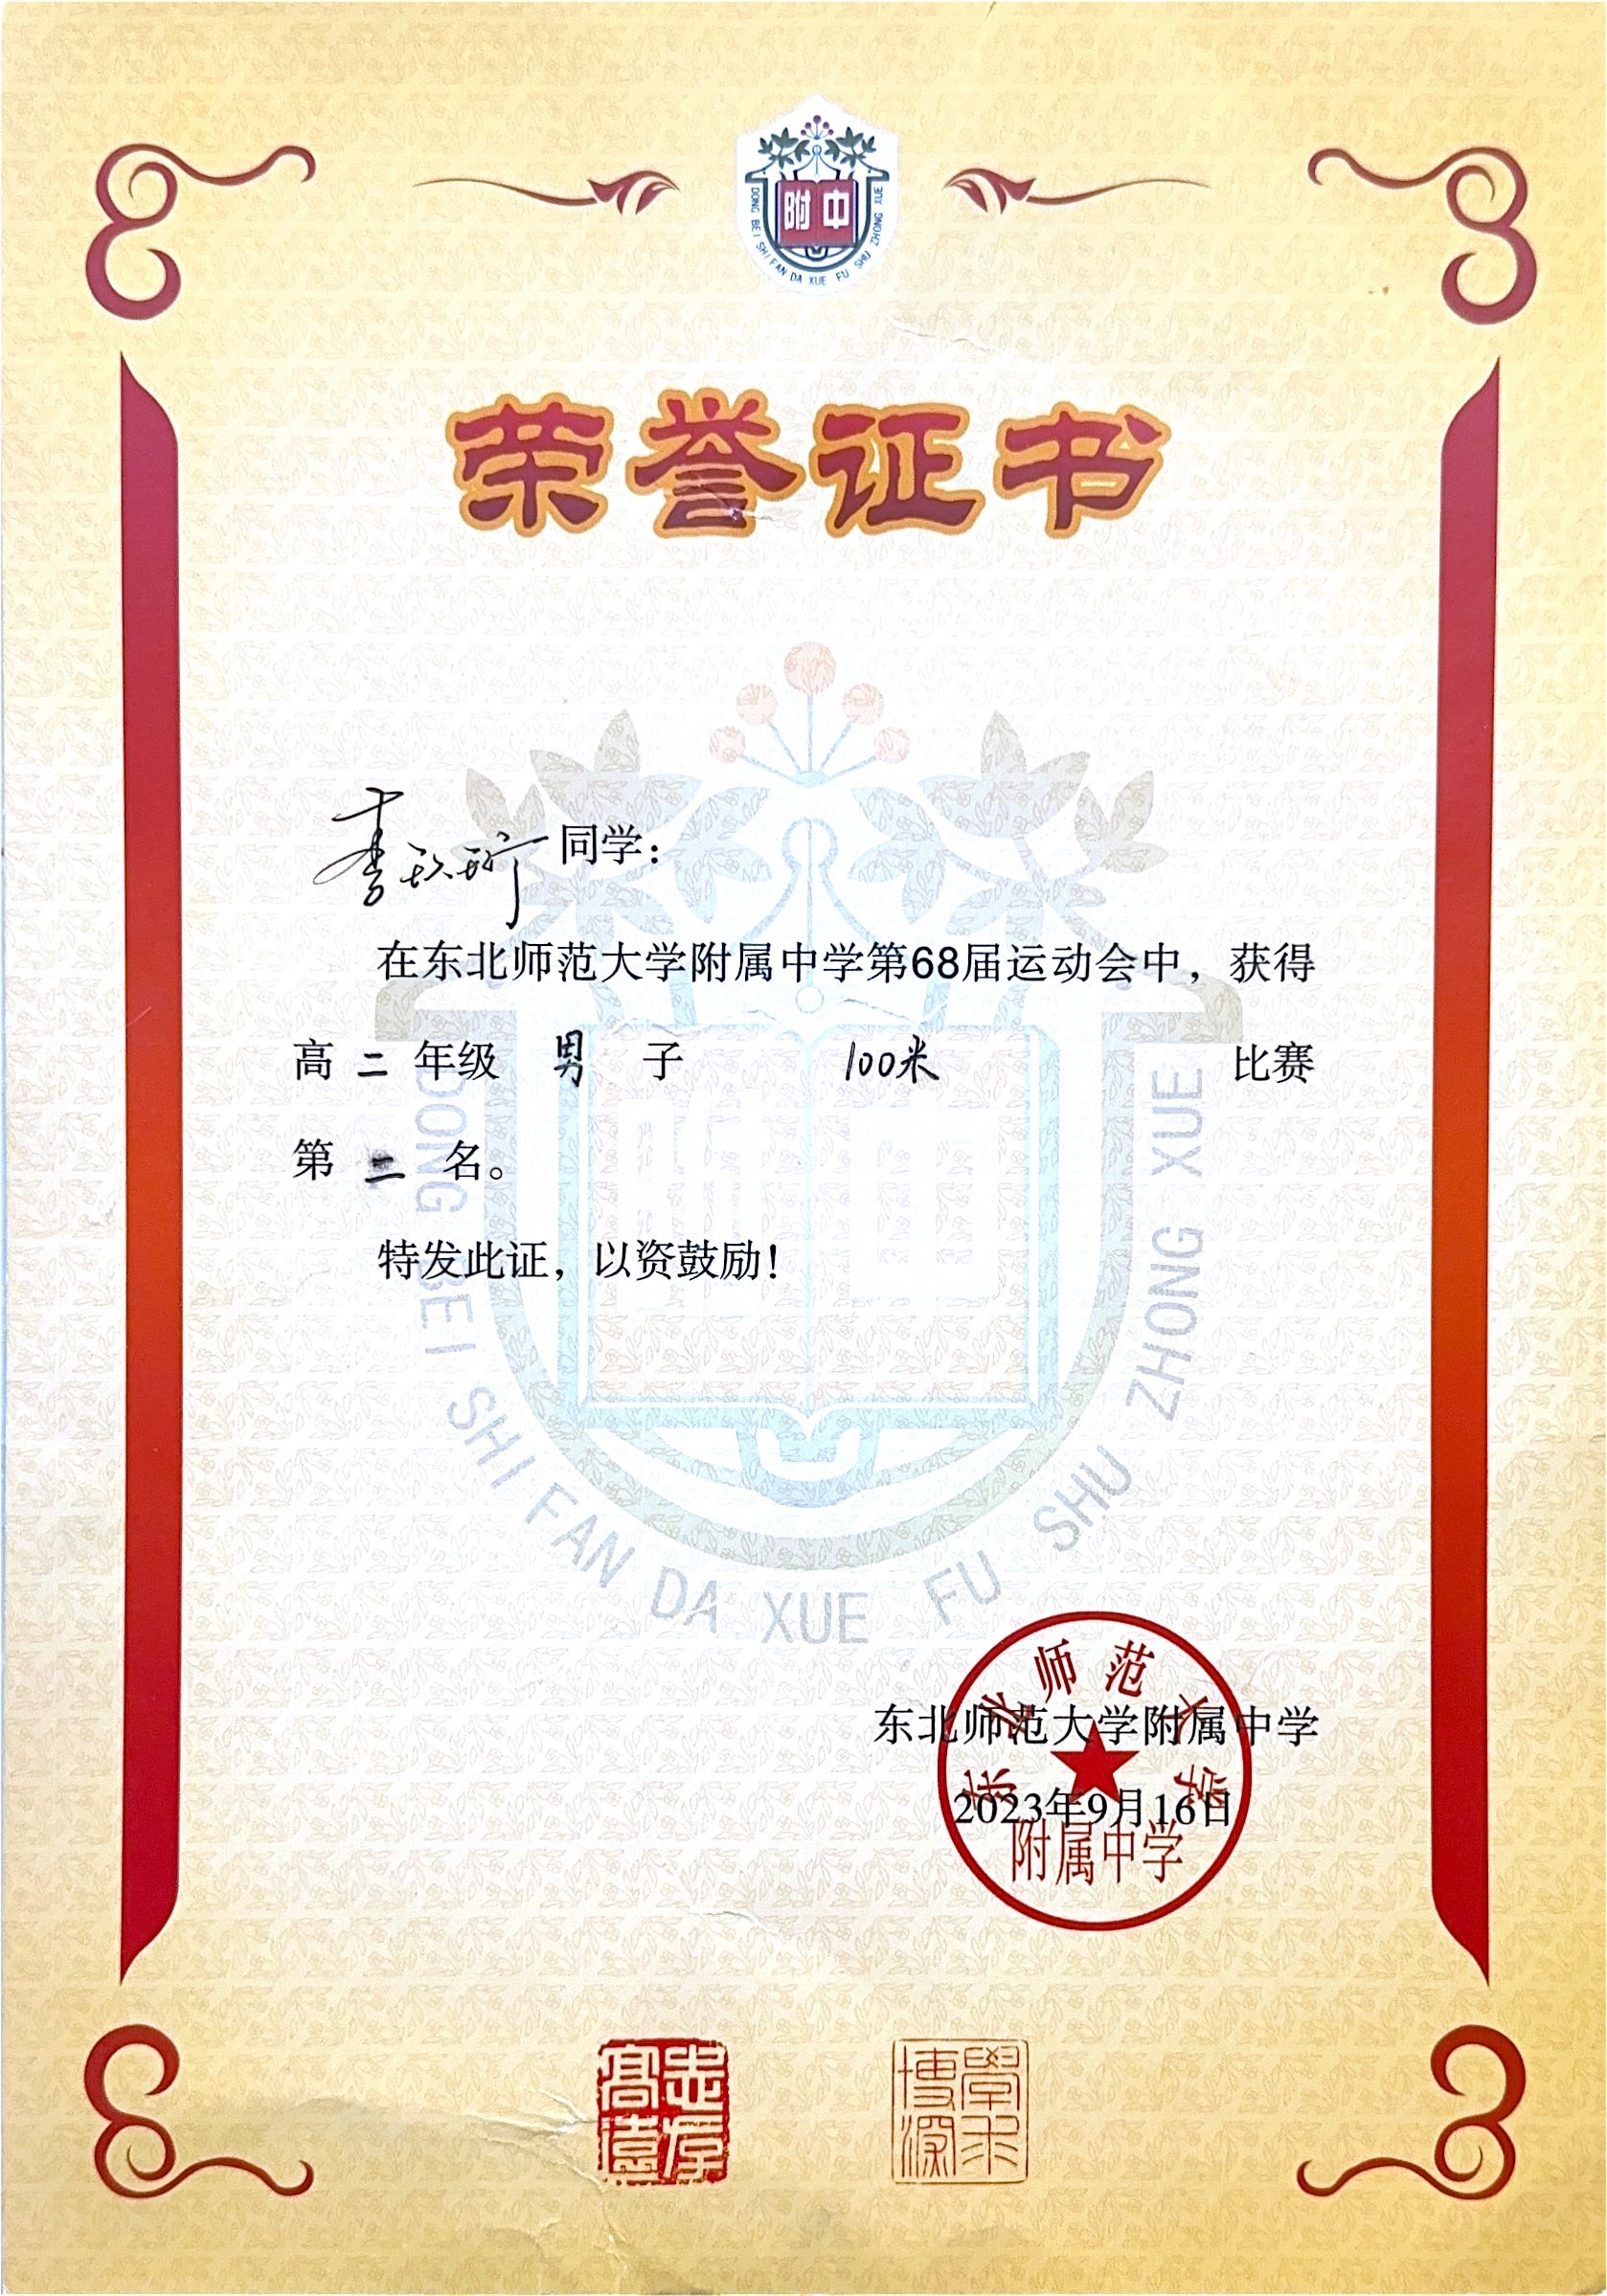 附中
DONG BEI SHI FAN DA XUE FU SHU ZHONG XUE
荣誉证书
李玖珩同学：
在东北师范大学附属中学第68届运动会中，获得
高二年级 男 子 100米 比赛
第二名。
特发此证，以资鼓励！
DONG BEI SHI FAN DA XUE FU SHU ZHONG XUE
东北师范大学附属中学
2023年9月16日
东北师范大学
附属中学
志存高遠
學求博深